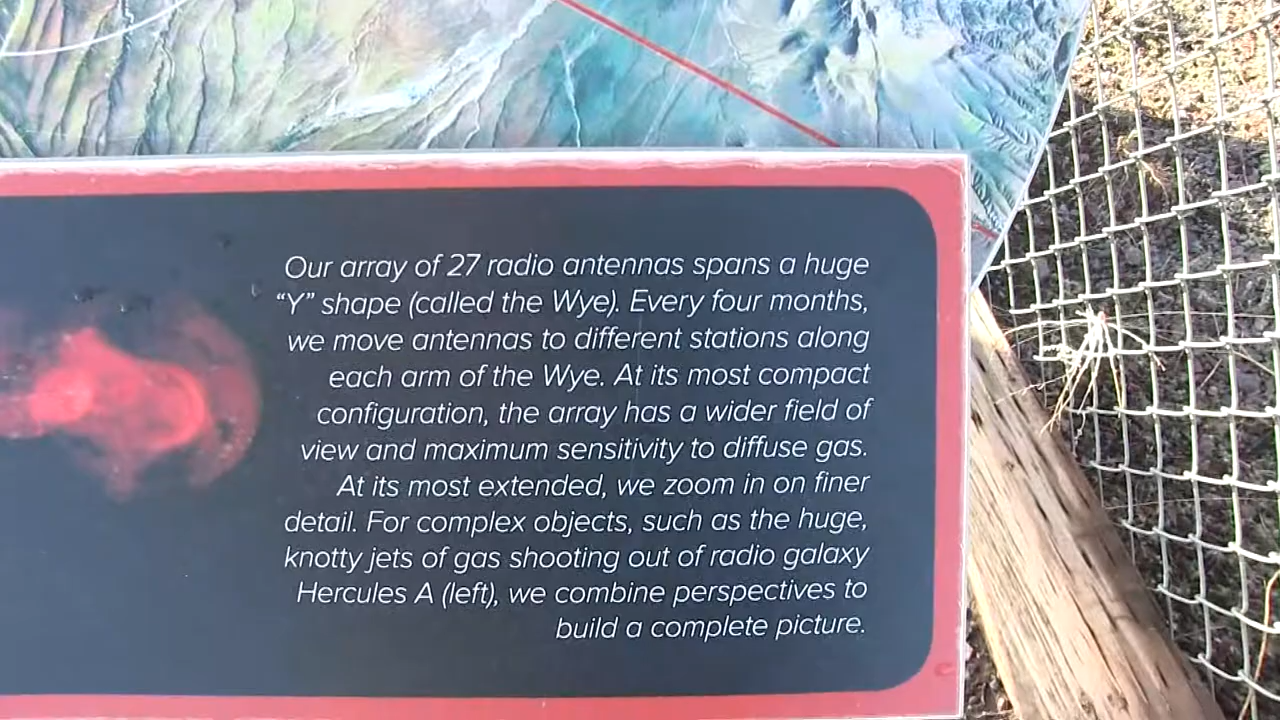 Our array of 27 radio antennas spans a huge
“Y” shape (called the Wye). Every four months,
we move antennas to different stations along
each arm of the Wye. At its most compact
configuration, the array has a wider field of
view and maximum sensitivity to diffuse gas.
At its most extended, we zoom in on finer
detail. For complex objects, such as the huge,
knotty jets of gas shooting out of radio galaxy
Hercules A (left), we combine perspectives to
build a complete picture.